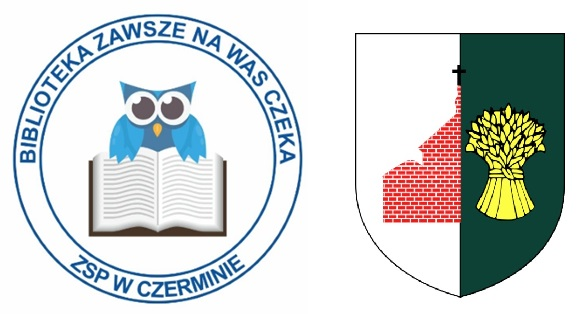 BIBLIOTEKA ZAWSZE NA WAS CZEKA
ZSP W CZERMINIE